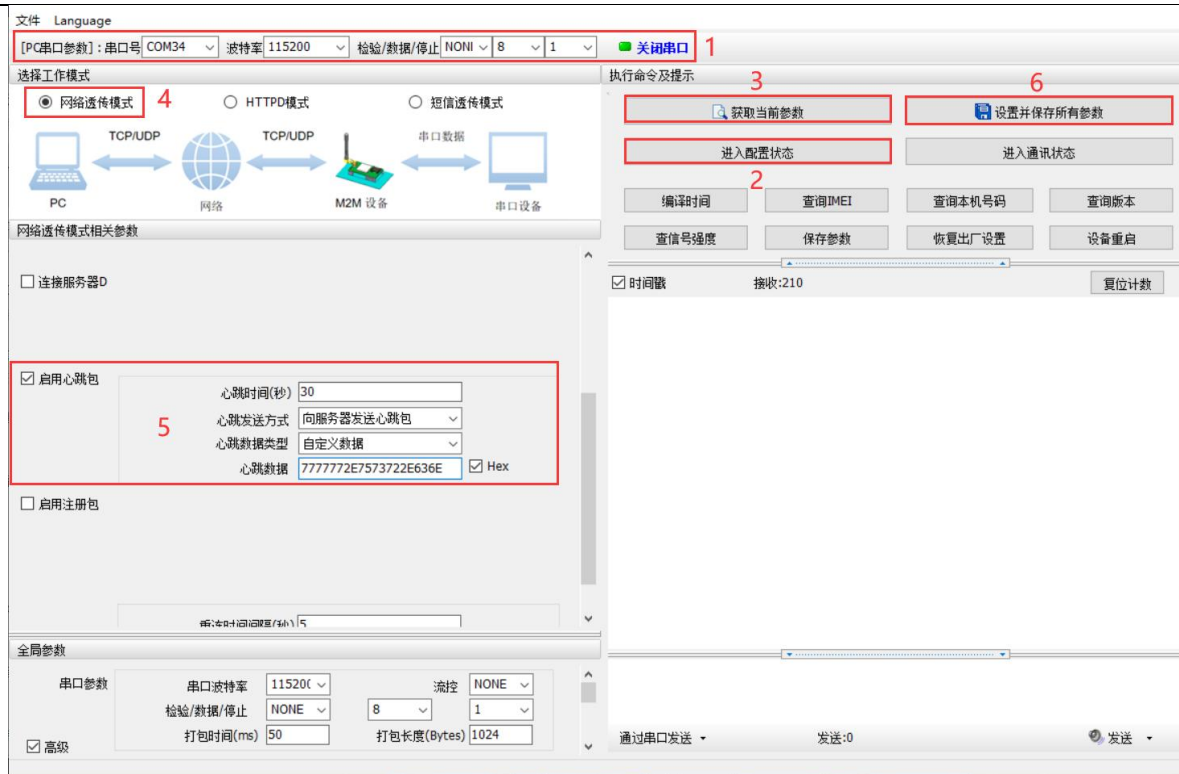 文件 Language
[PC串口参数]：串口号 COM34 波特率 115200 检验/数据/停止 NONI 8 1 关闭串口 1
选择工作模式
网络透传模式 4 HTTPD模式 短信透传模式
TCP/UDP TCP/UDP 串口数据
PC 网络 M2M 设备 串口设备
网络透传模式相关参数
连接服务器D
启用心跳包
心跳时间(秒) 30
5 心跳发送方式 向服务器发送心跳包
心跳数据类型 自定义数据
心跳数据 7777772E7573722E636E Hex
启用注册包
重连时间间隔(秒) 5
全局参数
串口参数 串口波特率 11520( 流控 NONE
检验/数据/停止 NONE 8 1
打包时间(ms) 50 打包长度(Bytes) 1024
高级
执行命令及提示
3 6
获取当前参数 设置并保存所有参数
进入配置状态 进入通讯状态
2
编译时间 查询IMEI 查询本机号码 查询版本
查信号强度 保存参数 恢复出厂设置 设备重启
时间戳 接收:210 复位计数
通过串口发送 发送:0 发送